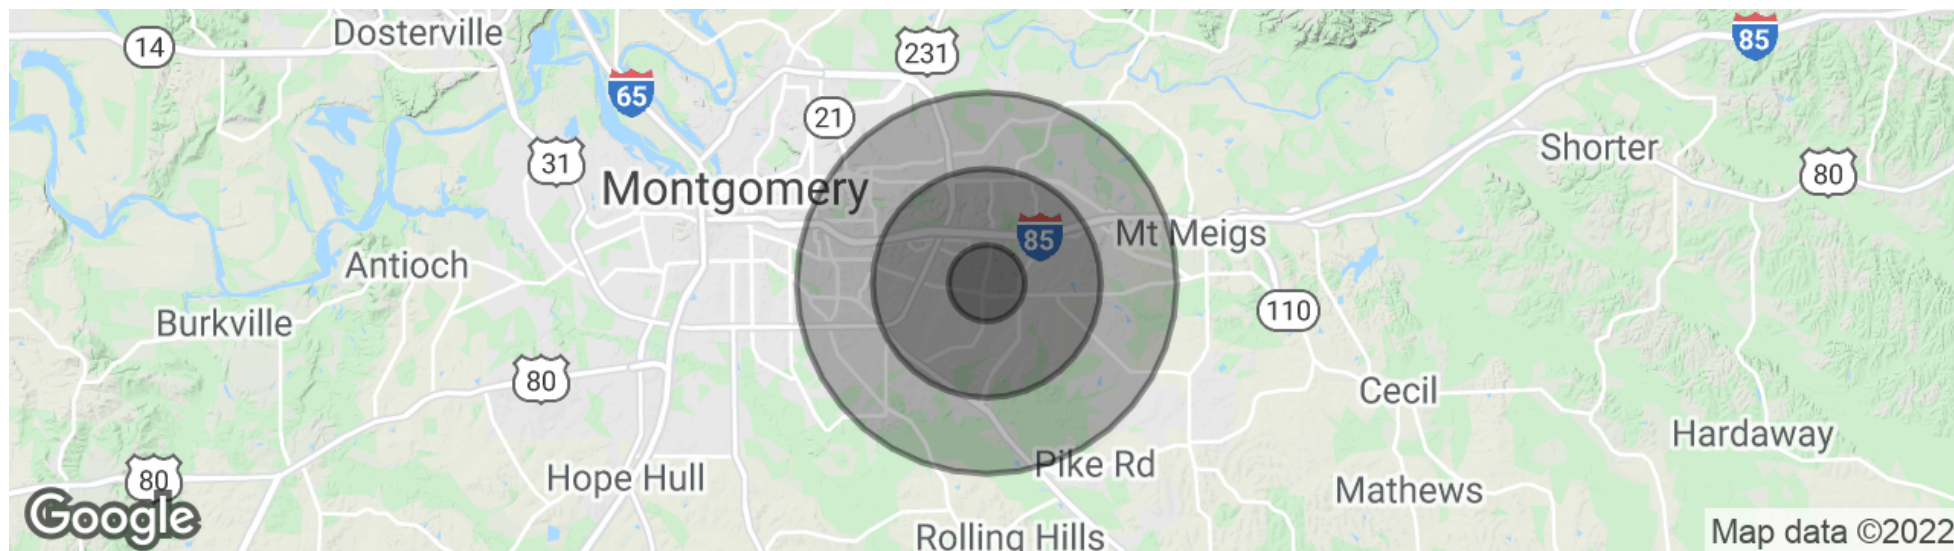 Dosterville
14
231
85
65
21
Shorter
31
80
Montgomery
85
Mt Meigs
Antioch
110
Burkville
80
Cecil
Hardaway
Pike Rd
80
Hope Hull
Mathews
Google
Rolling Hills
Map data ©2022